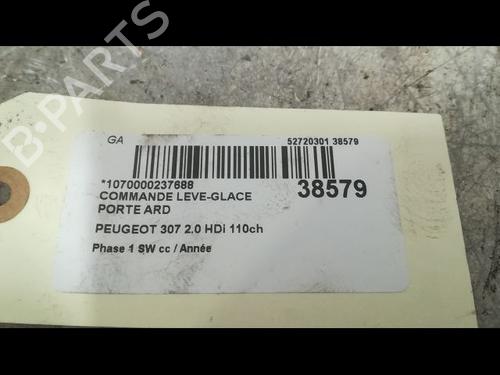 B-PARTS
GA
52720301 38579
*1070000237688
38579
COMMANDE LEVE-GLACE
PORTE ARD
PEUGEOT 307 2.0 HDi 110ch
Phase 1 SW cc / Année